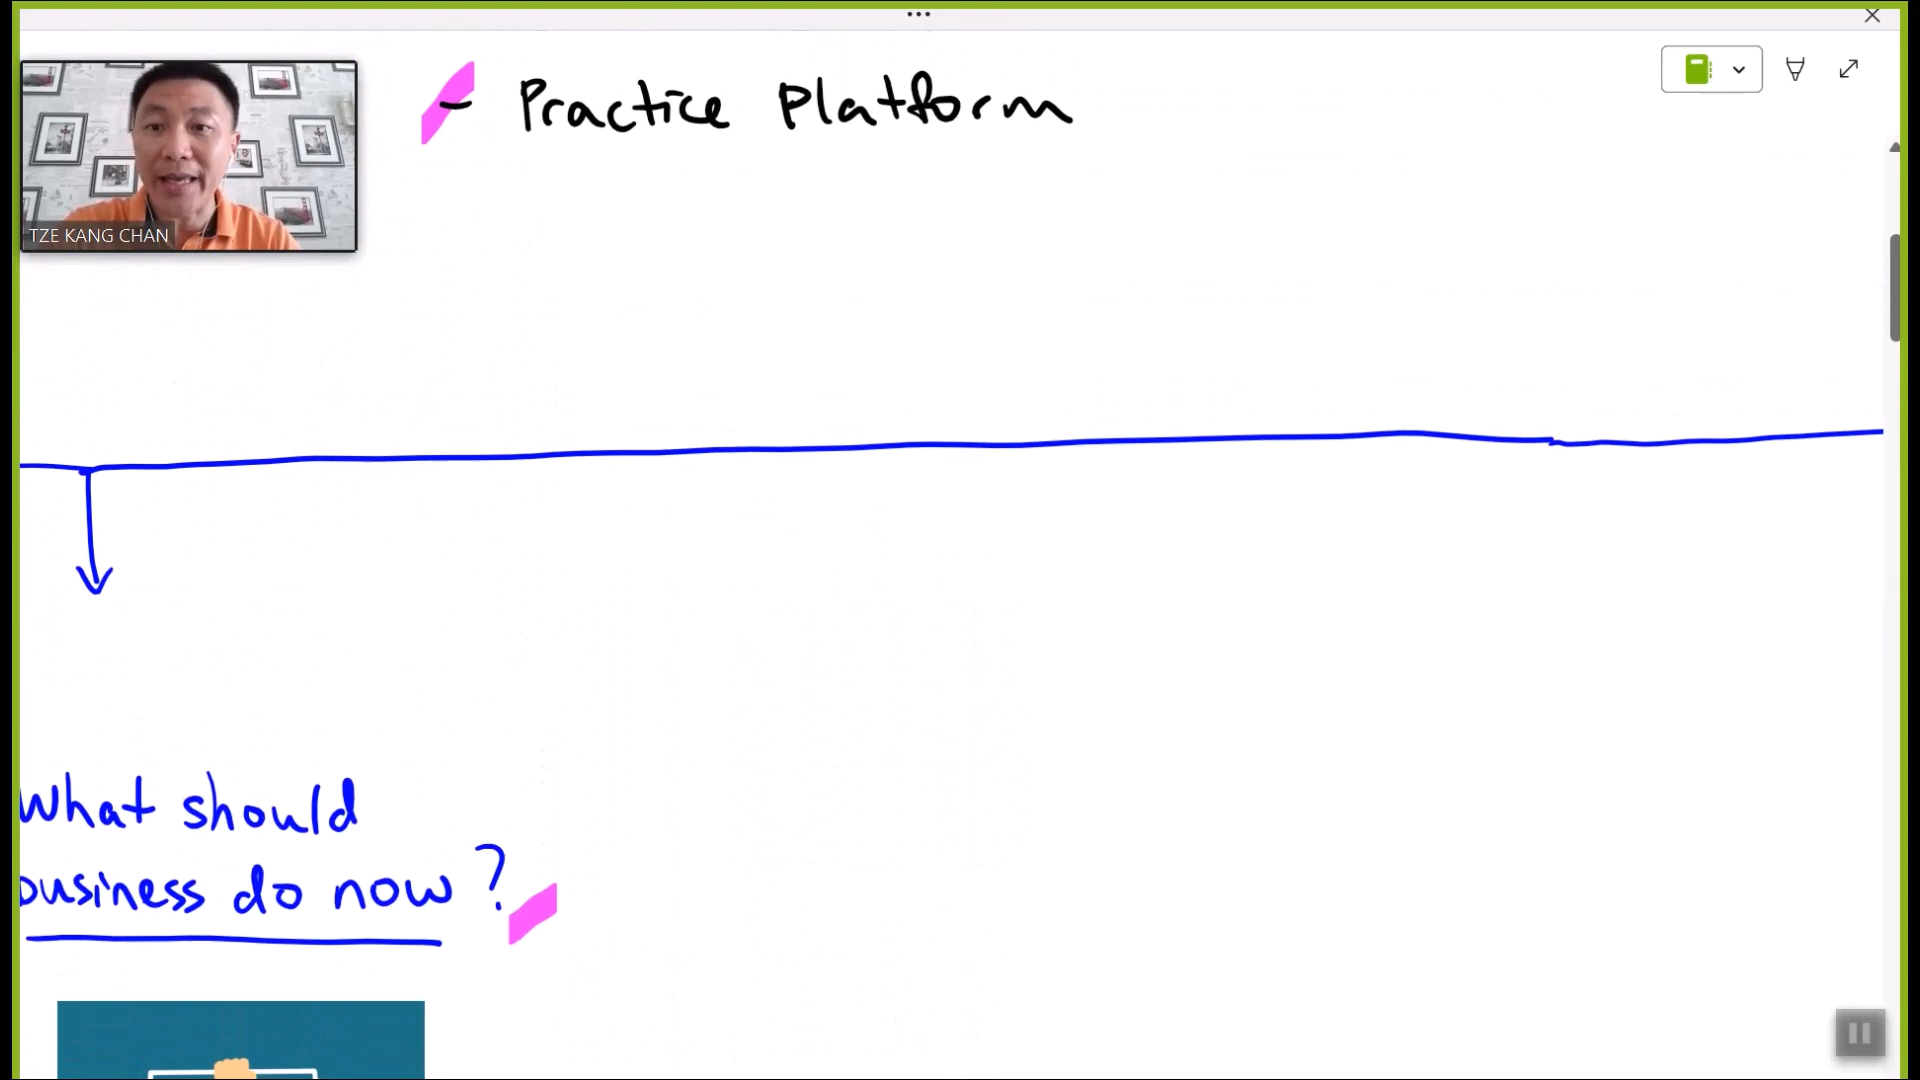 - Practice Platform
TZE KANG CHAN
What should
business do now?